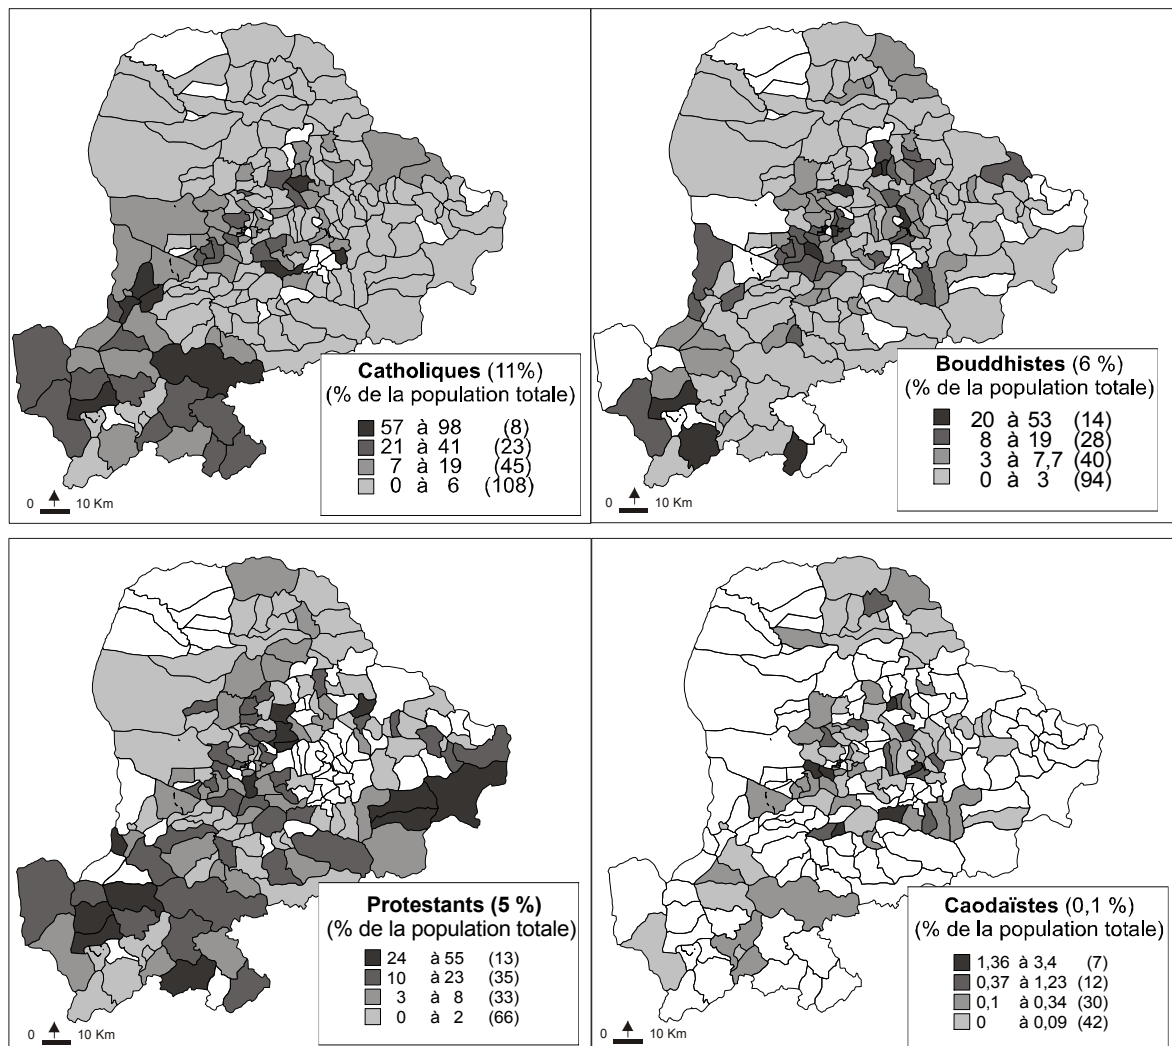 Catholiques (11%)
(% de la population totale)
57 à 98 (8)
21 à 41 (23)
7 à 19 (45)
0 à 6 (108)
0 10 Km
Bouddhistes (6 %)
(% de la population totale)
20 à 53 (14)
8 à 19 (28)
3 à 7,7 (40)
0 à 3 (94)
0 10 Km
Protestants (5 %)
(% de la population totale)
24 à 55 (13)
10 à 23 (35)
3 à 8 (33)
0 à 2 (66)
0 10 Km
Caodaïstes (0,1 %)
(% de la population totale)
1,36 à 3,4 (7)
0,37 à 1,23 (12)
0,1 à 0,34 (30)
0 à 0,09 (42)
0 10 Km